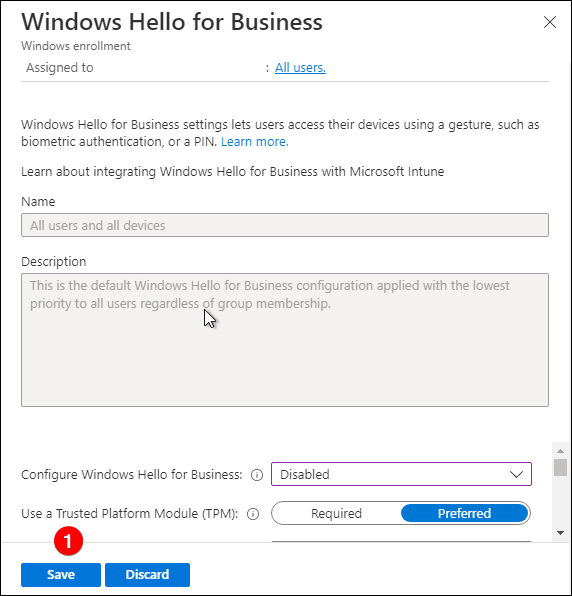 Windows Hello for Business
Windows enrollment
Assigned to : All users.
Windows Hello for Business settings lets users access their devices using a gesture, such as
biometric authentication, or a PIN. Learn more.
Learn about integrating Windows Hello for Business with Microsoft Intune
Name
All users and all devices
Description
This is the default Windows Hello for Business configuration applied with the lowest
priority to all users regardless of group membership.
Configure Windows Hello for Business: Disabled
Use a Trusted Platform Module (TPM): Required Preferred
1
Save Discard